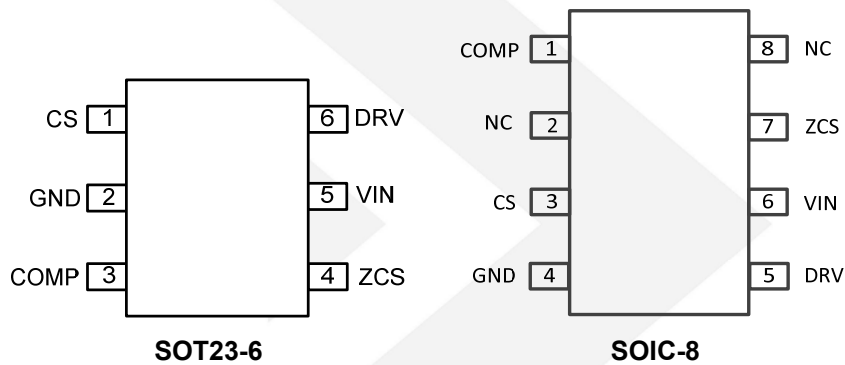 CS 1 6 DRV
GND 2 5 VIN
COMP 3 4 ZCS
SOT23-6
COMP 1 8 NC
NC 2 7 ZCS
CS 3 6 VIN
GND 4 5 DRV
SOIC-8